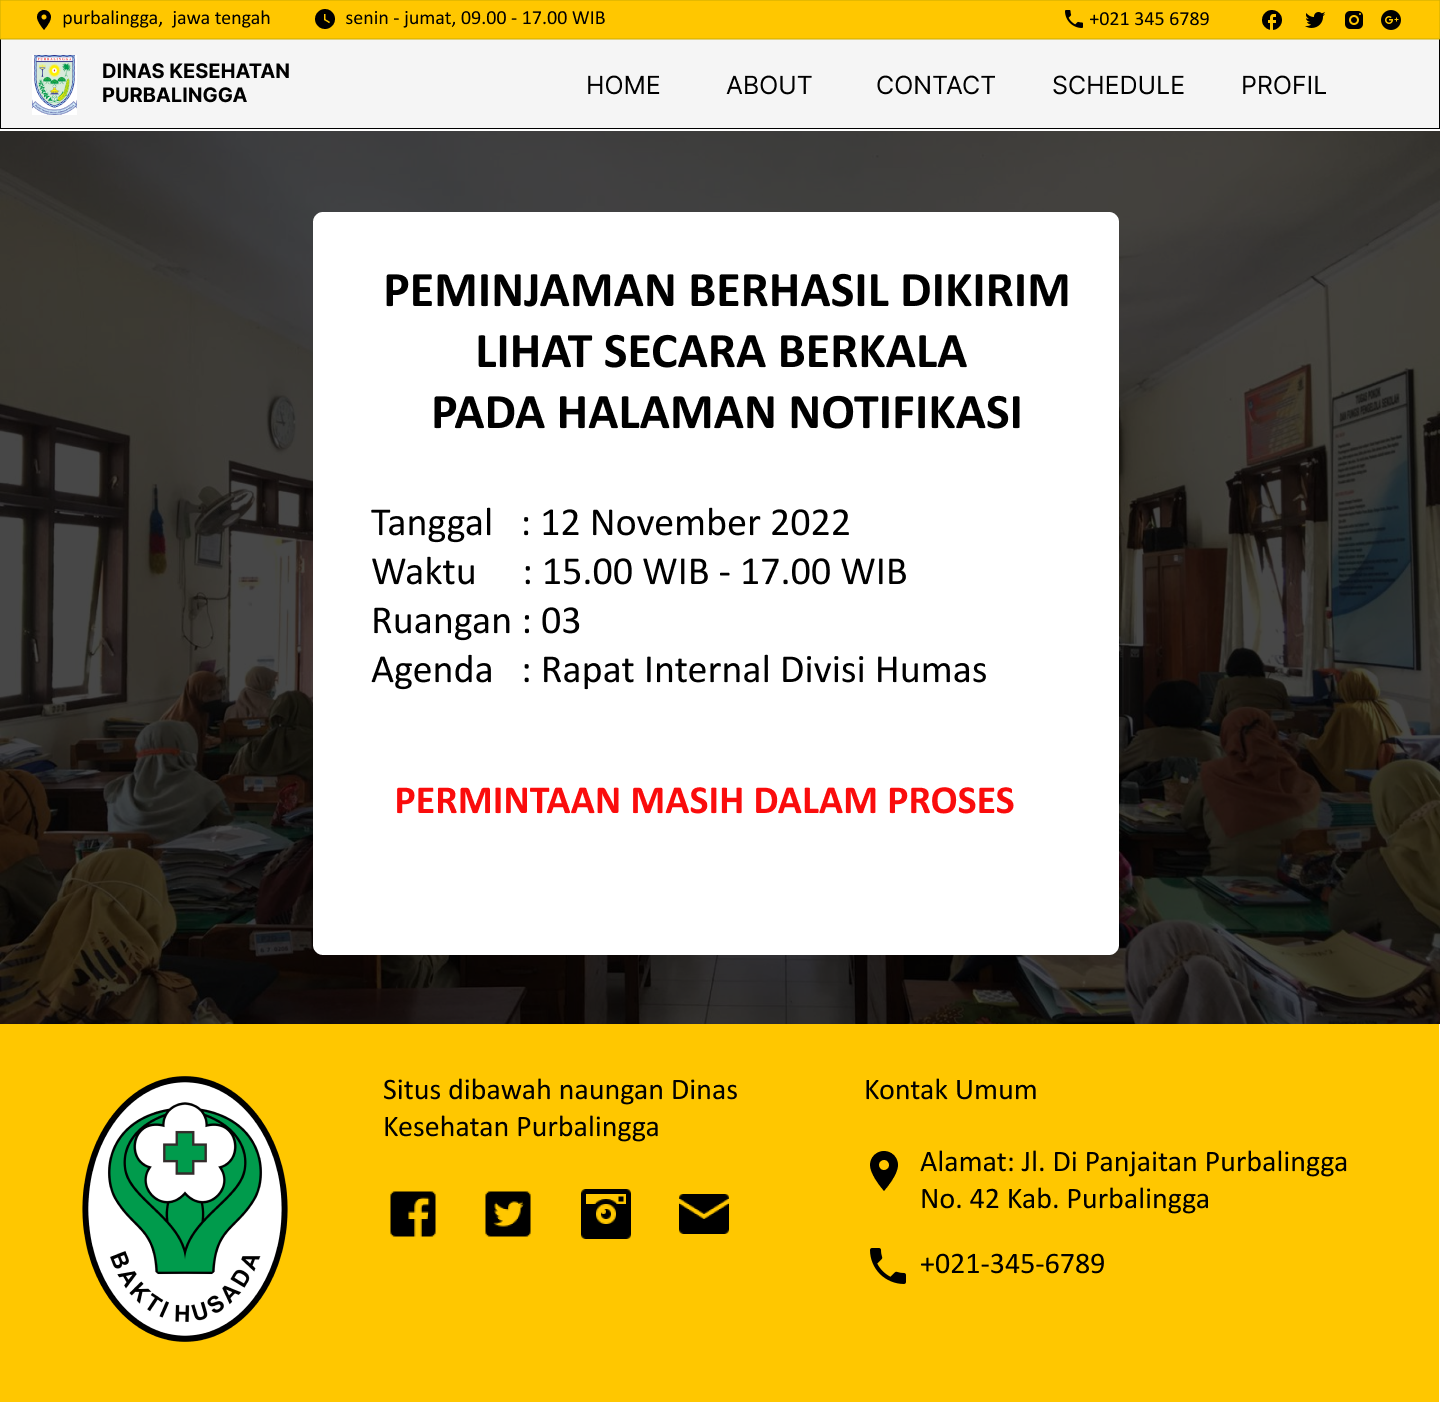 purbalingga, jawa tengah
senin - jumat, 09.00 - 17.00 WIB
+021 345 6789
DINAS KESEHATAN
PURBALINGGA
HOME ABOUT CONTACT SCHEDULE PROFIL
PEMINJAMAN BERHASIL DIKIRIM
LIHAT SECARA BERKALA
PADA HALAMAN NOTIFIKASI
Tanggal : 12 November 2022
Waktu : 15.00 WIB - 17.00 WIB
Ruangan : 03
Agenda : Rapat Internal Divisi Humas
PERMINTAAN MASIH DALAM PROSES
Situs dibawah naungan Dinas
Kesehatan Purbalingga
Kontak Umum
Alamat: Jl. Di Panjaitan Purbalingga
No. 42 Kab. Purbalingga
+021-345-6789
BAKTI HUSADA